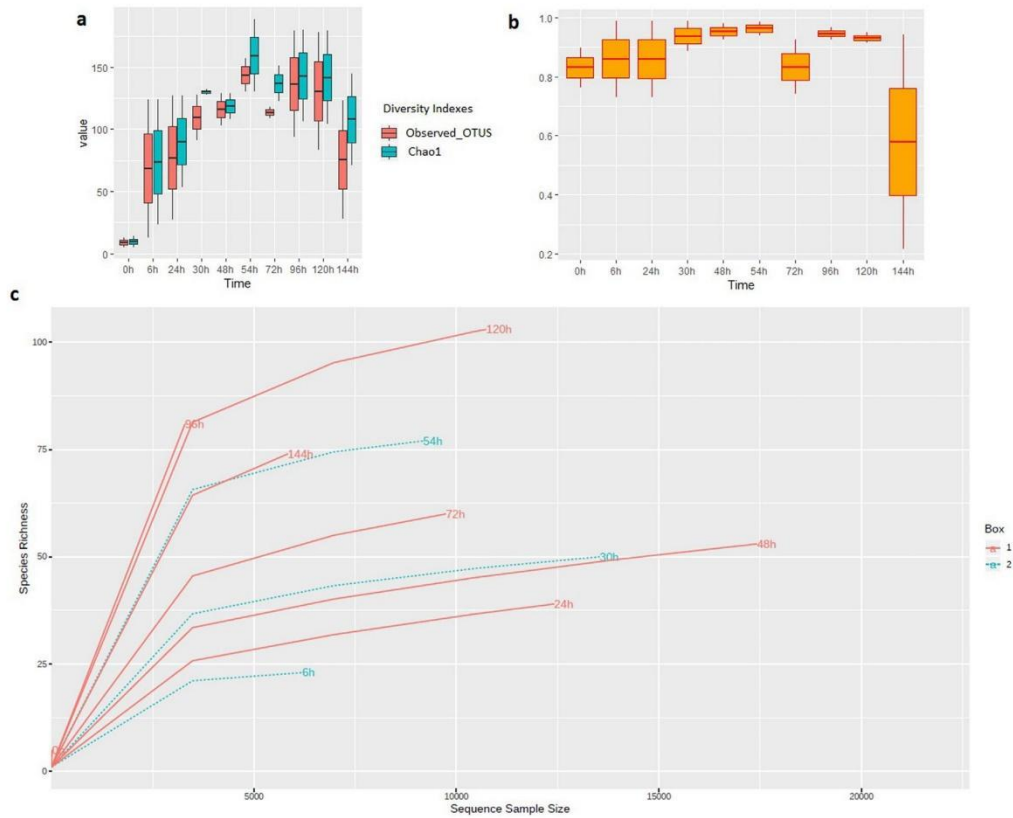 a
value
150
100
50
0
0h 6h 24h 30h 48h 54h 72h 96h 120h 144h
Time
Diversity Indexes
Observed_OTUS
Chao1
b
1.0
0.8
0.6
0.4
0.2
0h 6h 24h 30h 48h 54h 72h 96h 120h 144h
Time
c
Species Richness
100
75
50
25
0
120h
96h
54h
144h
72h
48h
30h
24h
6h
0h
5000 10000 15000 20000
Sequence Sample Size
Box
a 1
a 2